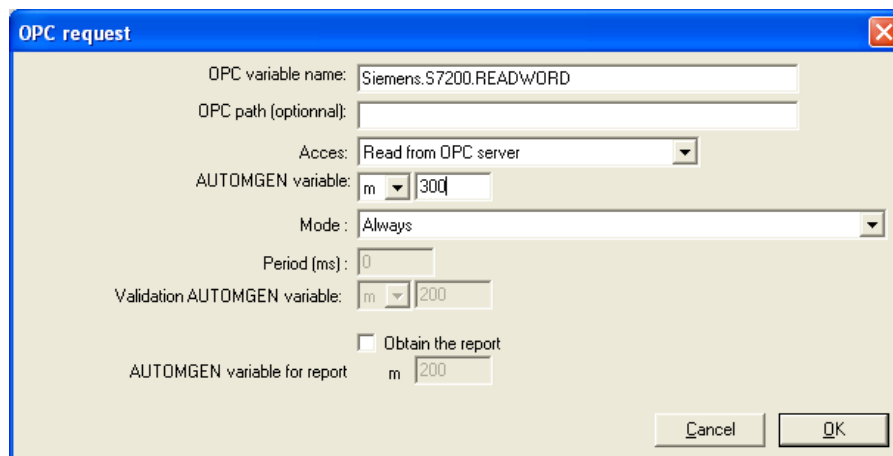 OPC request
OPC variable name: Siemens.S7200.READWORD
OPC path (optionnal):
Acces: Read from OPC server
AUTOMGEN variable: m 300
Mode : Always
Period (ms) : 0
Validation AUTOMGEN variable: m 200
Obtain the report
AUTOMGEN variable for report m 200
Cancel OK